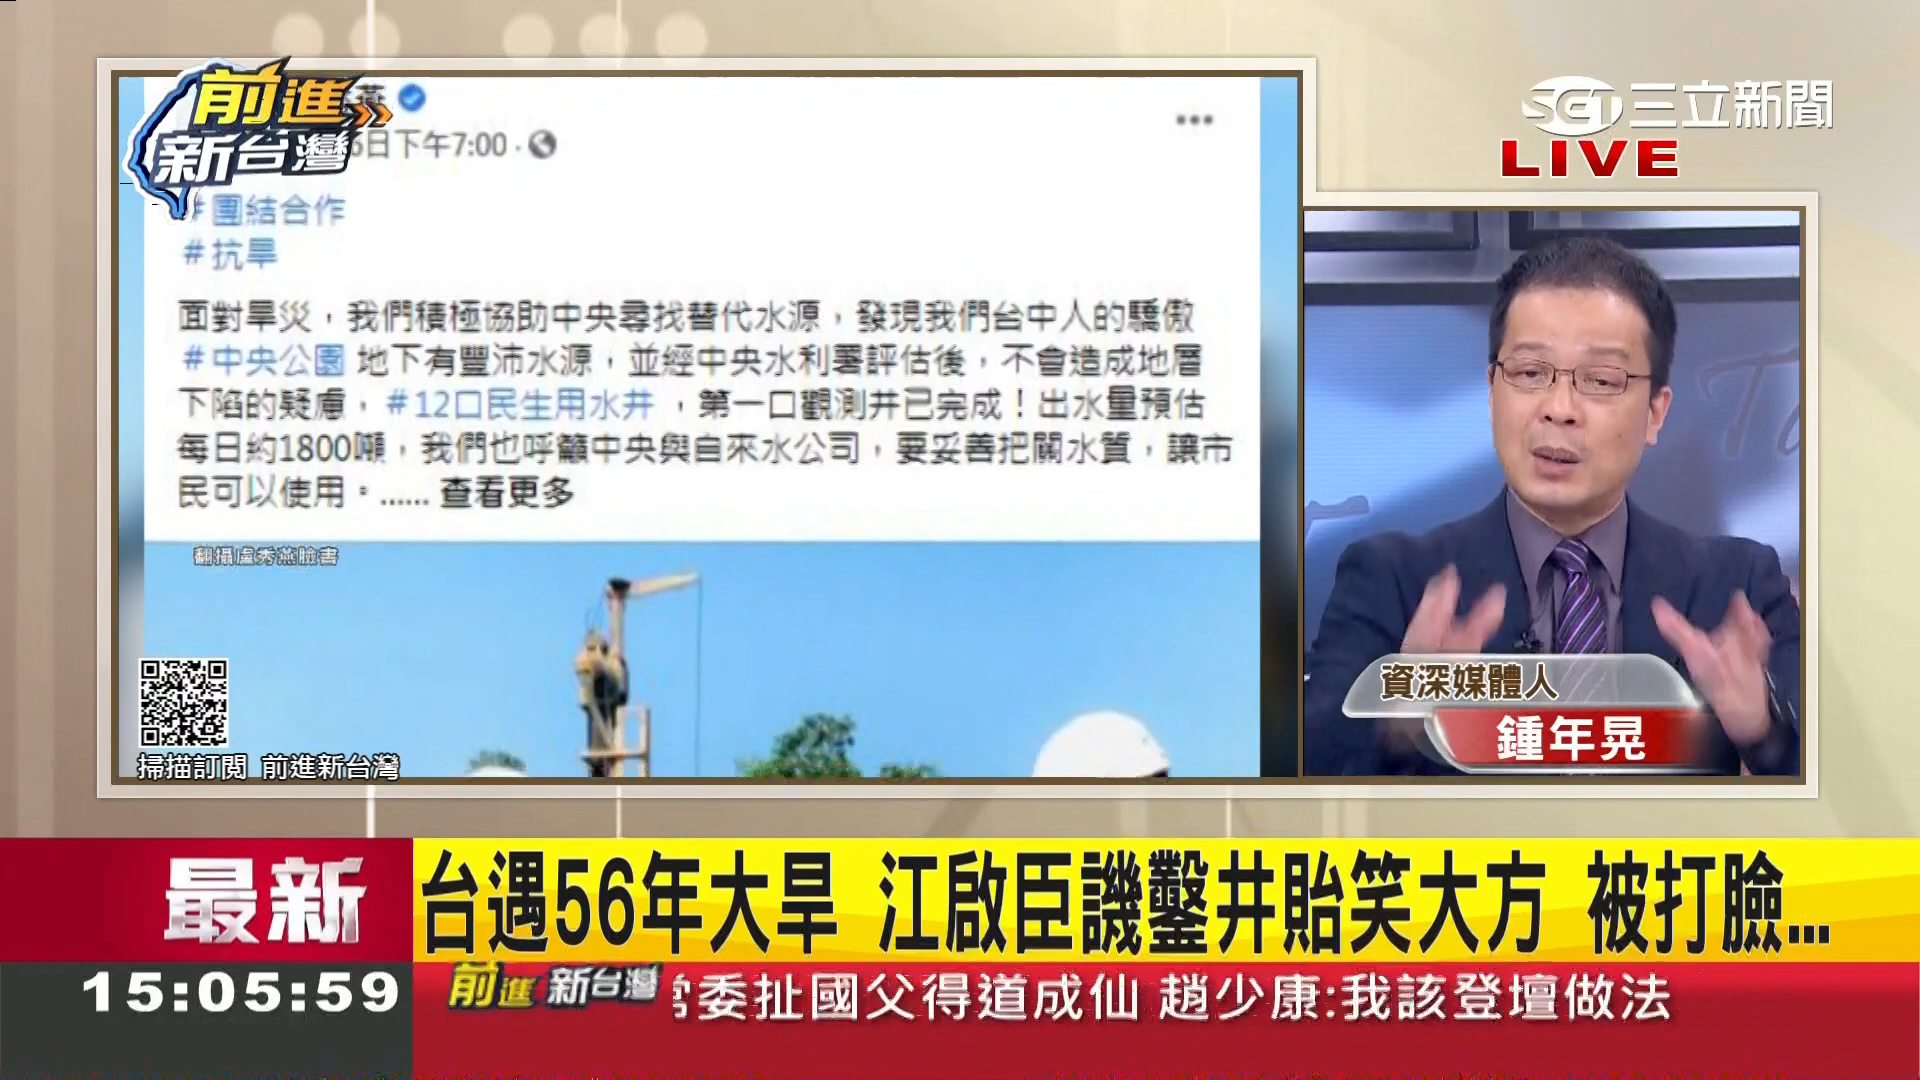 前進
新台灣
燕
6日下午7:00
SET三立新聞
LIVE
#團結合作
#抗旱
面對旱災，我們積極協助中央尋找替代水源，發現我們台中人的驕傲
#中央公園 地下有豐沛水源，並經中央水利署評估後，不會造成地層
下陷的疑慮，#12口民生用水井，第一口觀測井已完成！出水量預估
每日約1800噸，我們也呼籲中央與自來水公司，要妥善把關水質，讓市
民可以使用。...... 查看更多
翻攝盧秀燕臉書
掃描訂閱 前進新台灣
資深媒體人
鍾年晃
最新
台遇56年大旱 江啟臣譏鑿井貽笑大方 被打臉...
15:05:59
前進新台灣
常委扯國父得道成仙 趙少康:我該登壇做法